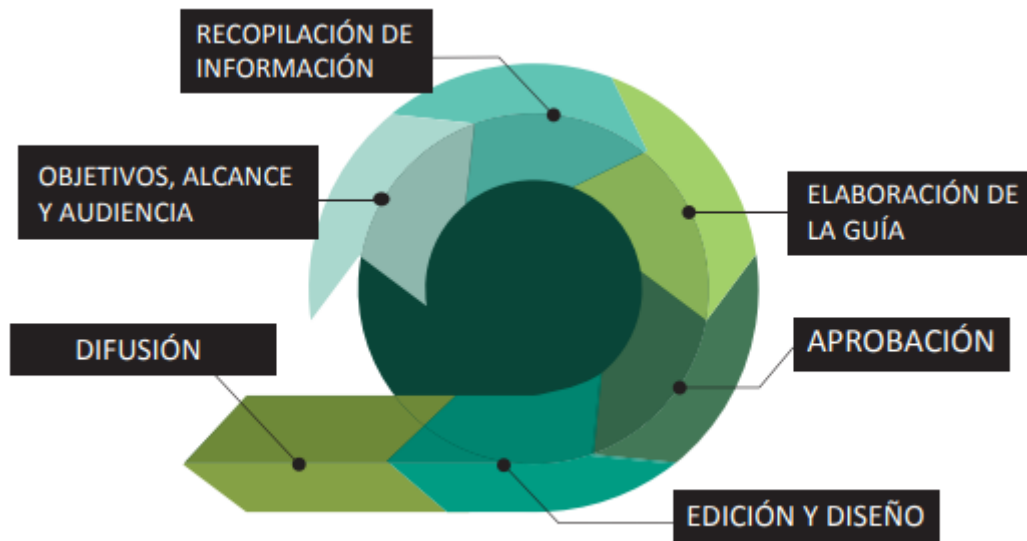 RECOPILACIÓN DE
INFORMACIÓN
OBJETIVOS, ALCANCE
Y AUDIENCIA
ELABORACIÓN DE
LA GUÍA
DIFUSIÓN
APROBACIÓN
EDICIÓN Y DISEÑO